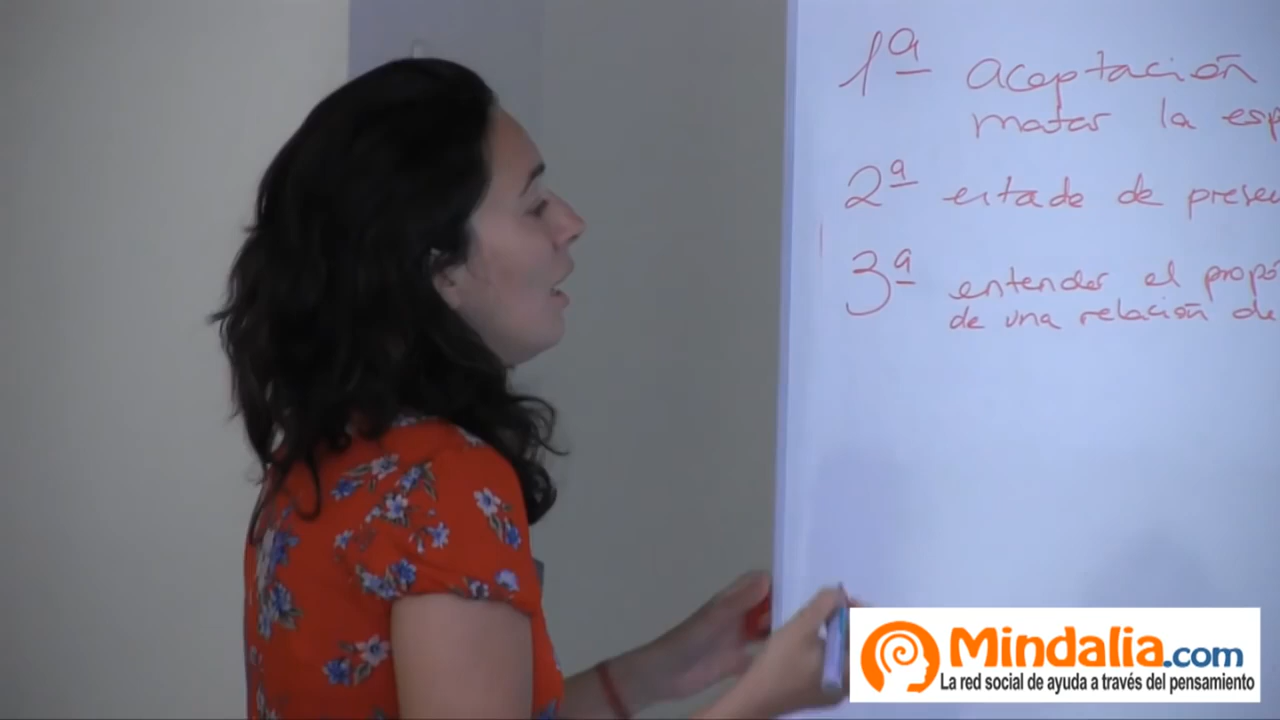 1ª aceptación
matar la esp
2ª estado de presen
3ª entender el propó
de una relación de
Mindalia.com
La red social de ayuda a través del pensamiento